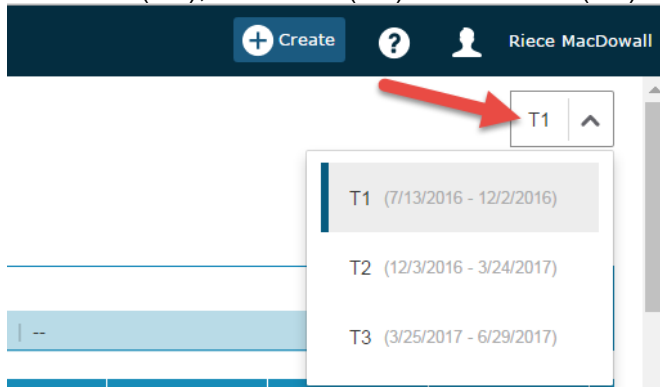 + Create ? Riece MacDowall
T1
T1 (7/13/2016 - 12/2/2016)
T2 (12/3/2016 - 3/24/2017)
T3 (3/25/2017 - 6/29/2017)
| --